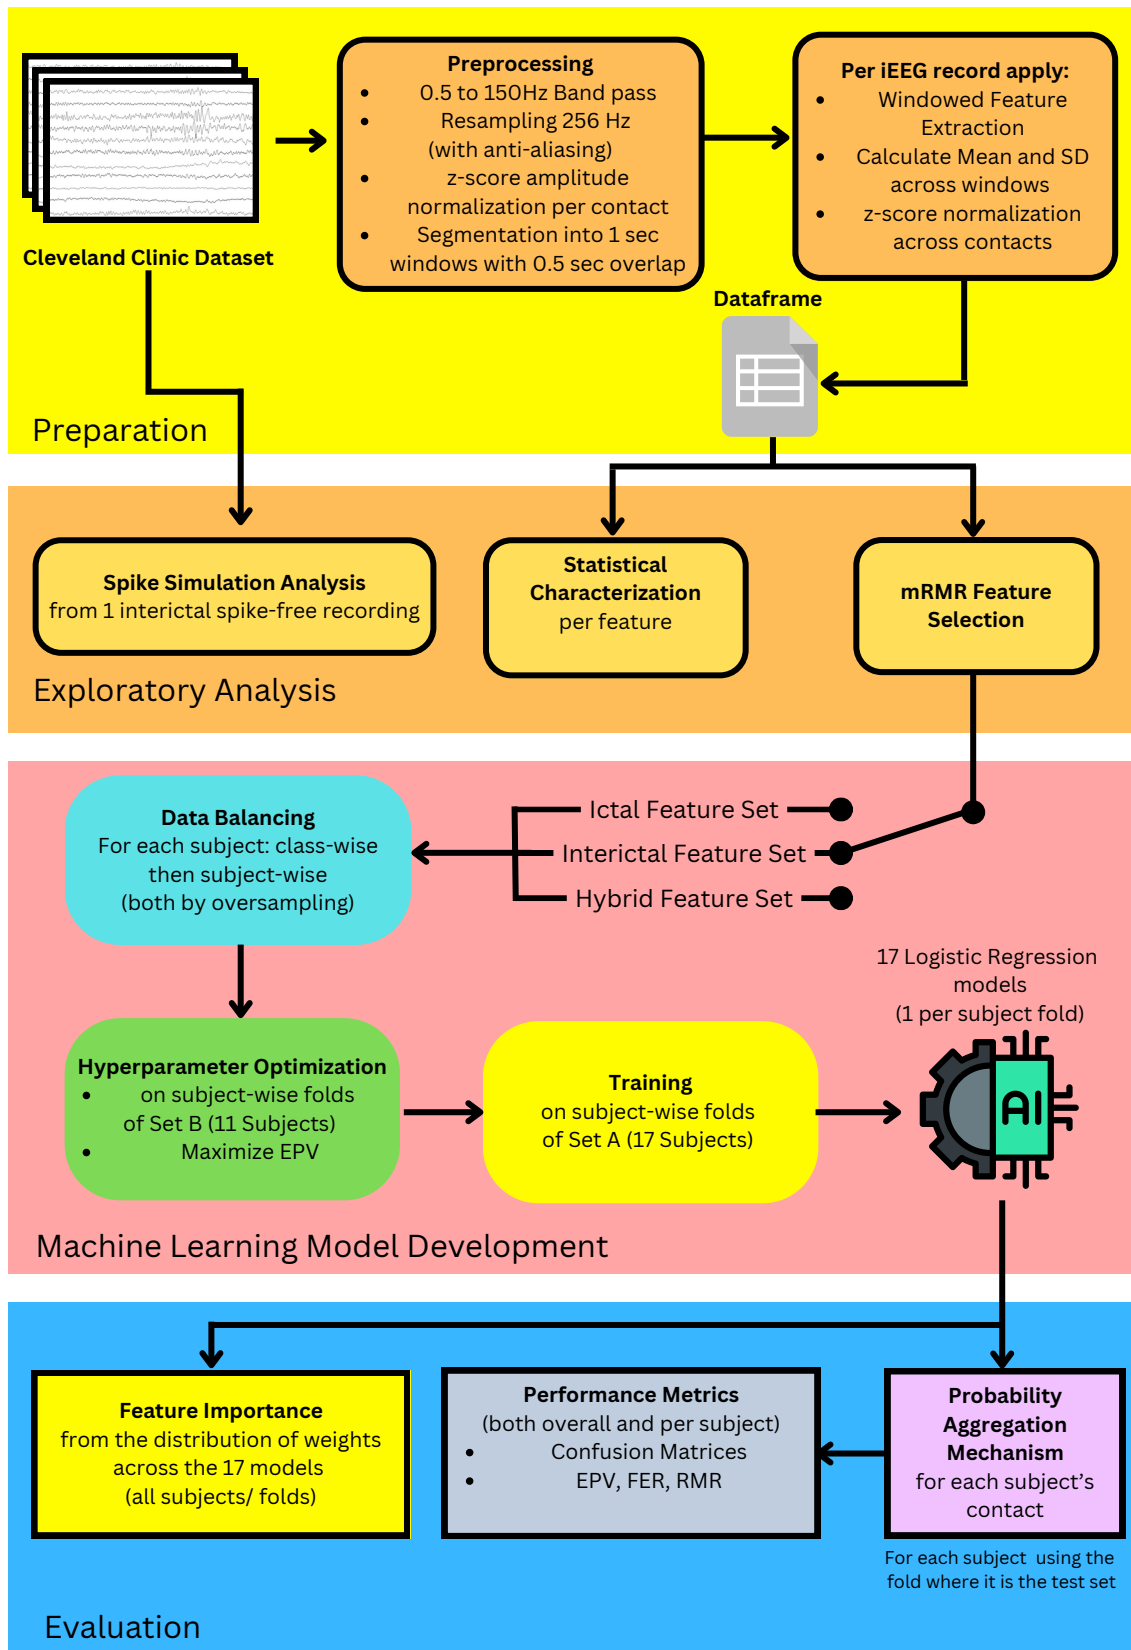 Preprocessing
• 0.5 to 150Hz Band pass
• Resampling 256 Hz
(with anti-aliasing)
• z-score amplitude
normalization per contact
• Segmentation into 1 sec
windows with 0.5 sec overlap
Per iEEG record apply:
• Windowed Feature
Extraction
• Calculate Mean and SD
across windows
• z-score normalization
across contacts
Cleveland Clinic Dataset
Dataframe
Preparation
Spike Simulation Analysis
from 1 interictal spike-free recording
Statistical
Characterization
per feature
mRMR Feature
Selection
Exploratory Analysis
Data Balancing
For each subject: class-wise
then subject-wise
(both by oversampling)
Ictal Feature Set
Interictal Feature Set
Hybrid Feature Set
17 Logistic Regression
models
(1 per subject fold)
Hyperparameter Optimization
• on subject-wise folds
of Set B (11 Subjects)
• Maximize EPV
Training
on subject-wise folds
of Set A (17 Subjects)
AI
Machine Learning Model Development
Feature Importance
from the distribution of weights
across the 17 models
(all subjects/ folds)
Performance Metrics
(both overall and per subject)
• Confusion Matrices
• EPV, FER, RMR
Probability
Aggregation
Mechanism
for each subject’s
contact
For each subject using the
fold where it is the test set
Evaluation